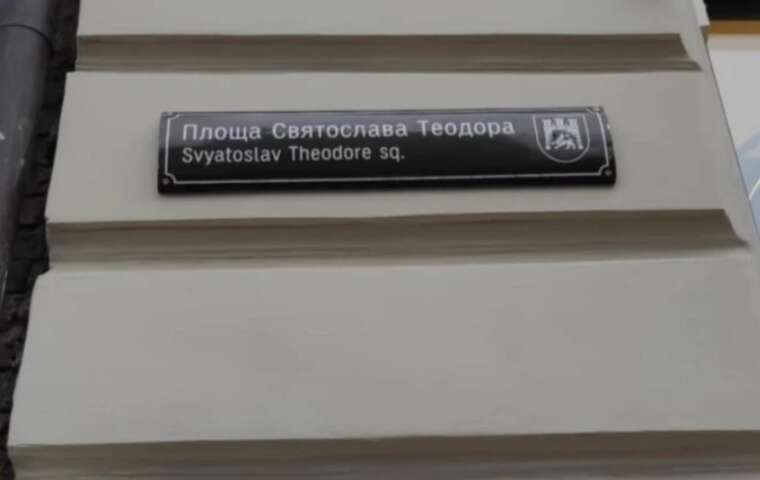 Площа Святослава Теодора
Svyatoslav Theodore sq.